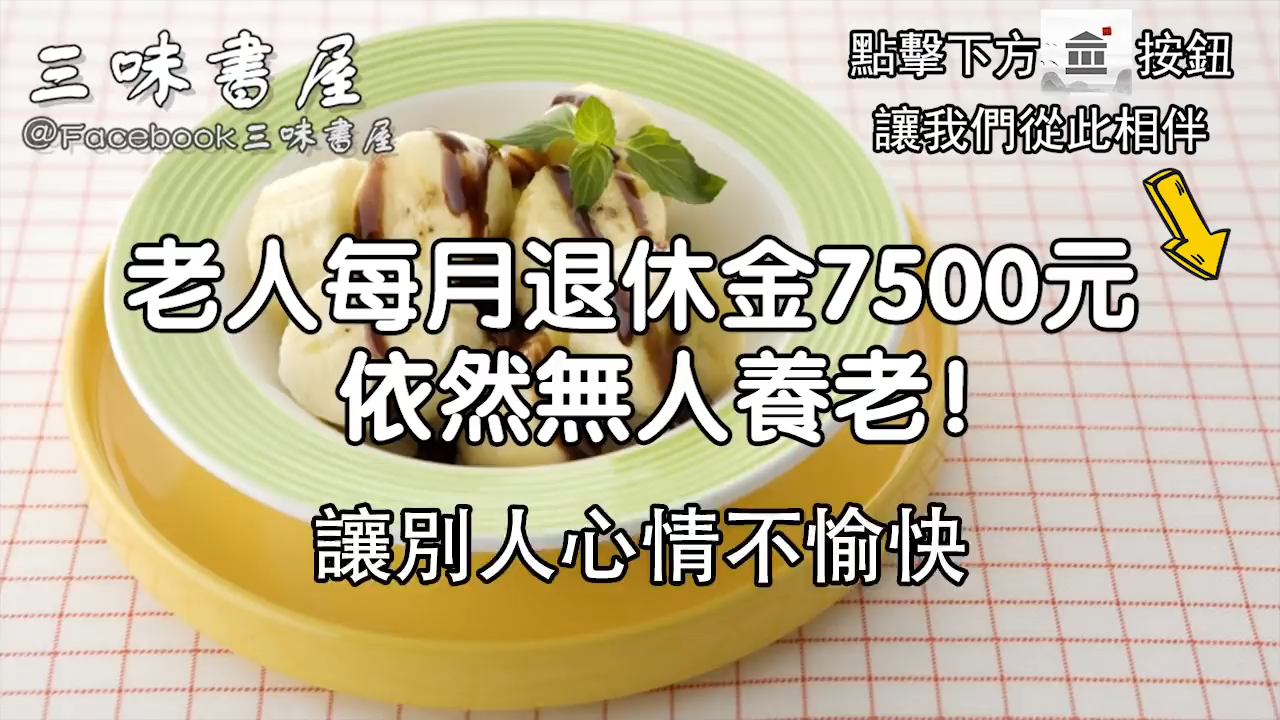 三味書屋
@Facebook三味書屋
點擊下方 按鈕
讓我們從此相伴
老人每月退休金7500元
依然無人養老!
讓別人心情不愉快